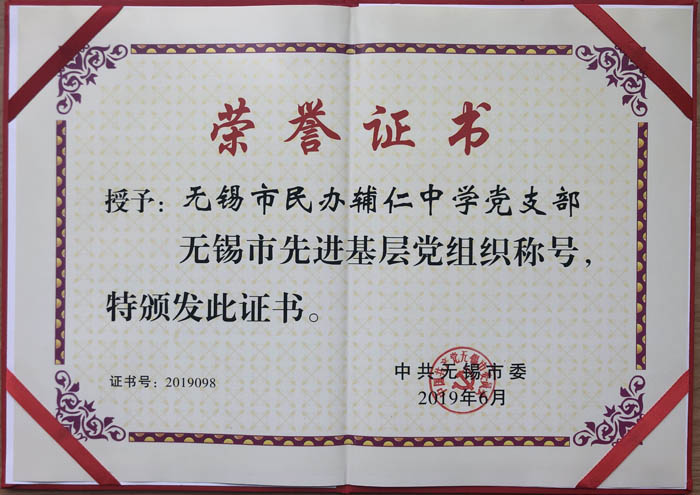 荣誉证书
授予：无锡市民办辅仁中学党支部
无锡市先进基层党组织称号，
特颁发此证书。
中共无锡市委
证书号：2019098
2019年6月